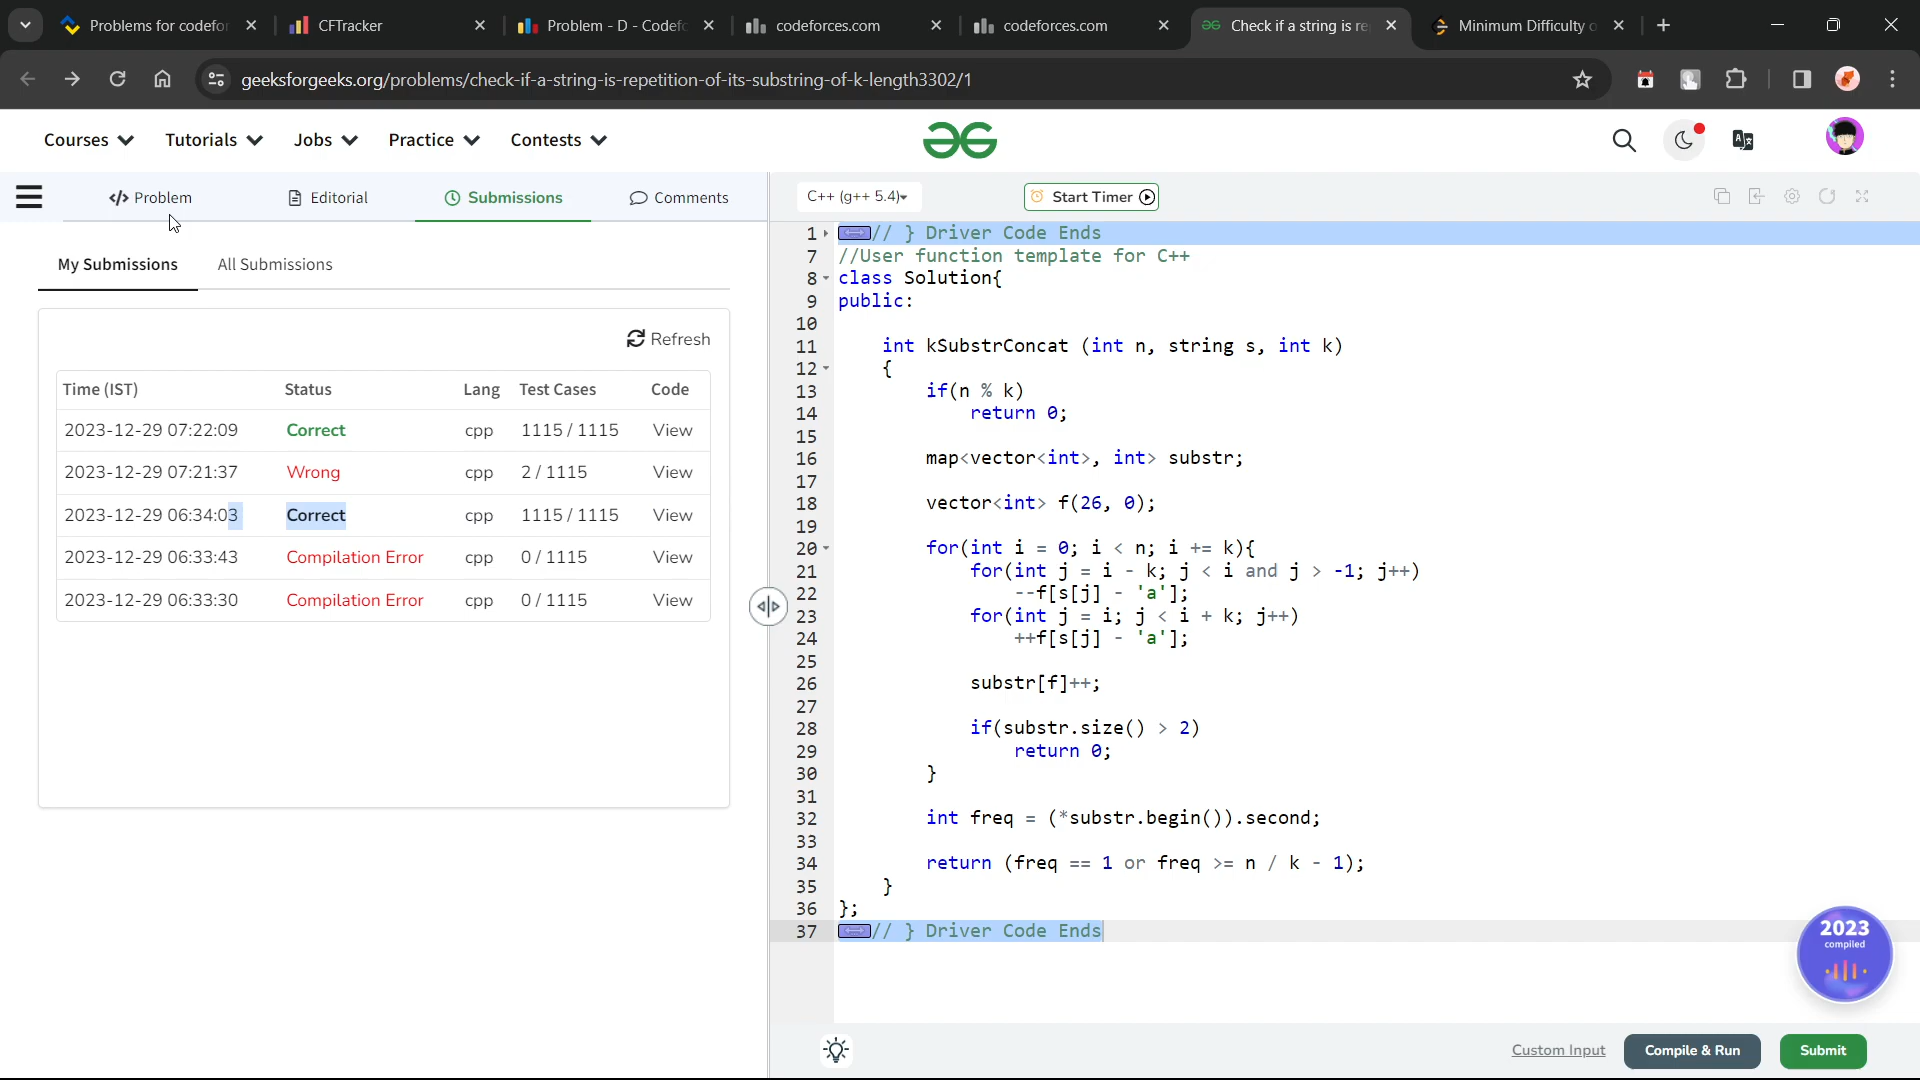 Problems for codefor
CFTracker
Problem - D - Codefo
codeforces.com
codeforces.com
Check if a string is re
Minimum Difficulty o
geeksforgeeks.org/problems/check-if-a-string-is-repetition-of-its-substring-of-k-length3302/1
Courses
Tutorials
Jobs
Practice
Contests
Problem
Editorial
Submissions
Comments
My Submissions
All Submissions
Refresh
Time (IST) Status Lang Test Cases Code
2023-12-29 07:22:09 Correct cpp 1115 / 1115 View
2023-12-29 07:21:37 Wrong cpp 2 / 1115 View
2023-12-29 06:34:03 Correct cpp 1115 / 1115 View
2023-12-29 06:33:43 Compilation Error cpp 0 / 1115 View
2023-12-29 06:33:30 Compilation Error cpp 0 / 1115 View
C++ (g++ 5.4)
Start Timer
1 // } Driver Code Ends
7 //User function template for C++
8 class Solution{
9 public:
10
11 int kSubstrConcat (int n, string s, int k)
12 {
13 if(n % k)
14 return 0;
15
16 map<vector<int>, int> substr;
17
18 vector<int> f(26, 0);
19
20 for(int i = 0; i < n; i += k){
21 for(int j = i - k; j < i and j > -1; j++)
22 --f[s[j] - 'a'];
23 for(int j = i; j < i + k; j++)
24 ++f[s[j] - 'a'];
25
26 substr[f]++;
27
28 if(substr.size() > 2)
29 return 0;
30 }
31
32 int freq = (*substr.begin()).second;
33
34 return (freq == 1 or freq >= n / k - 1);
35 }
36 };
37 // } Driver Code Ends
2023
compiled
Custom Input
Compile & Run
Submit